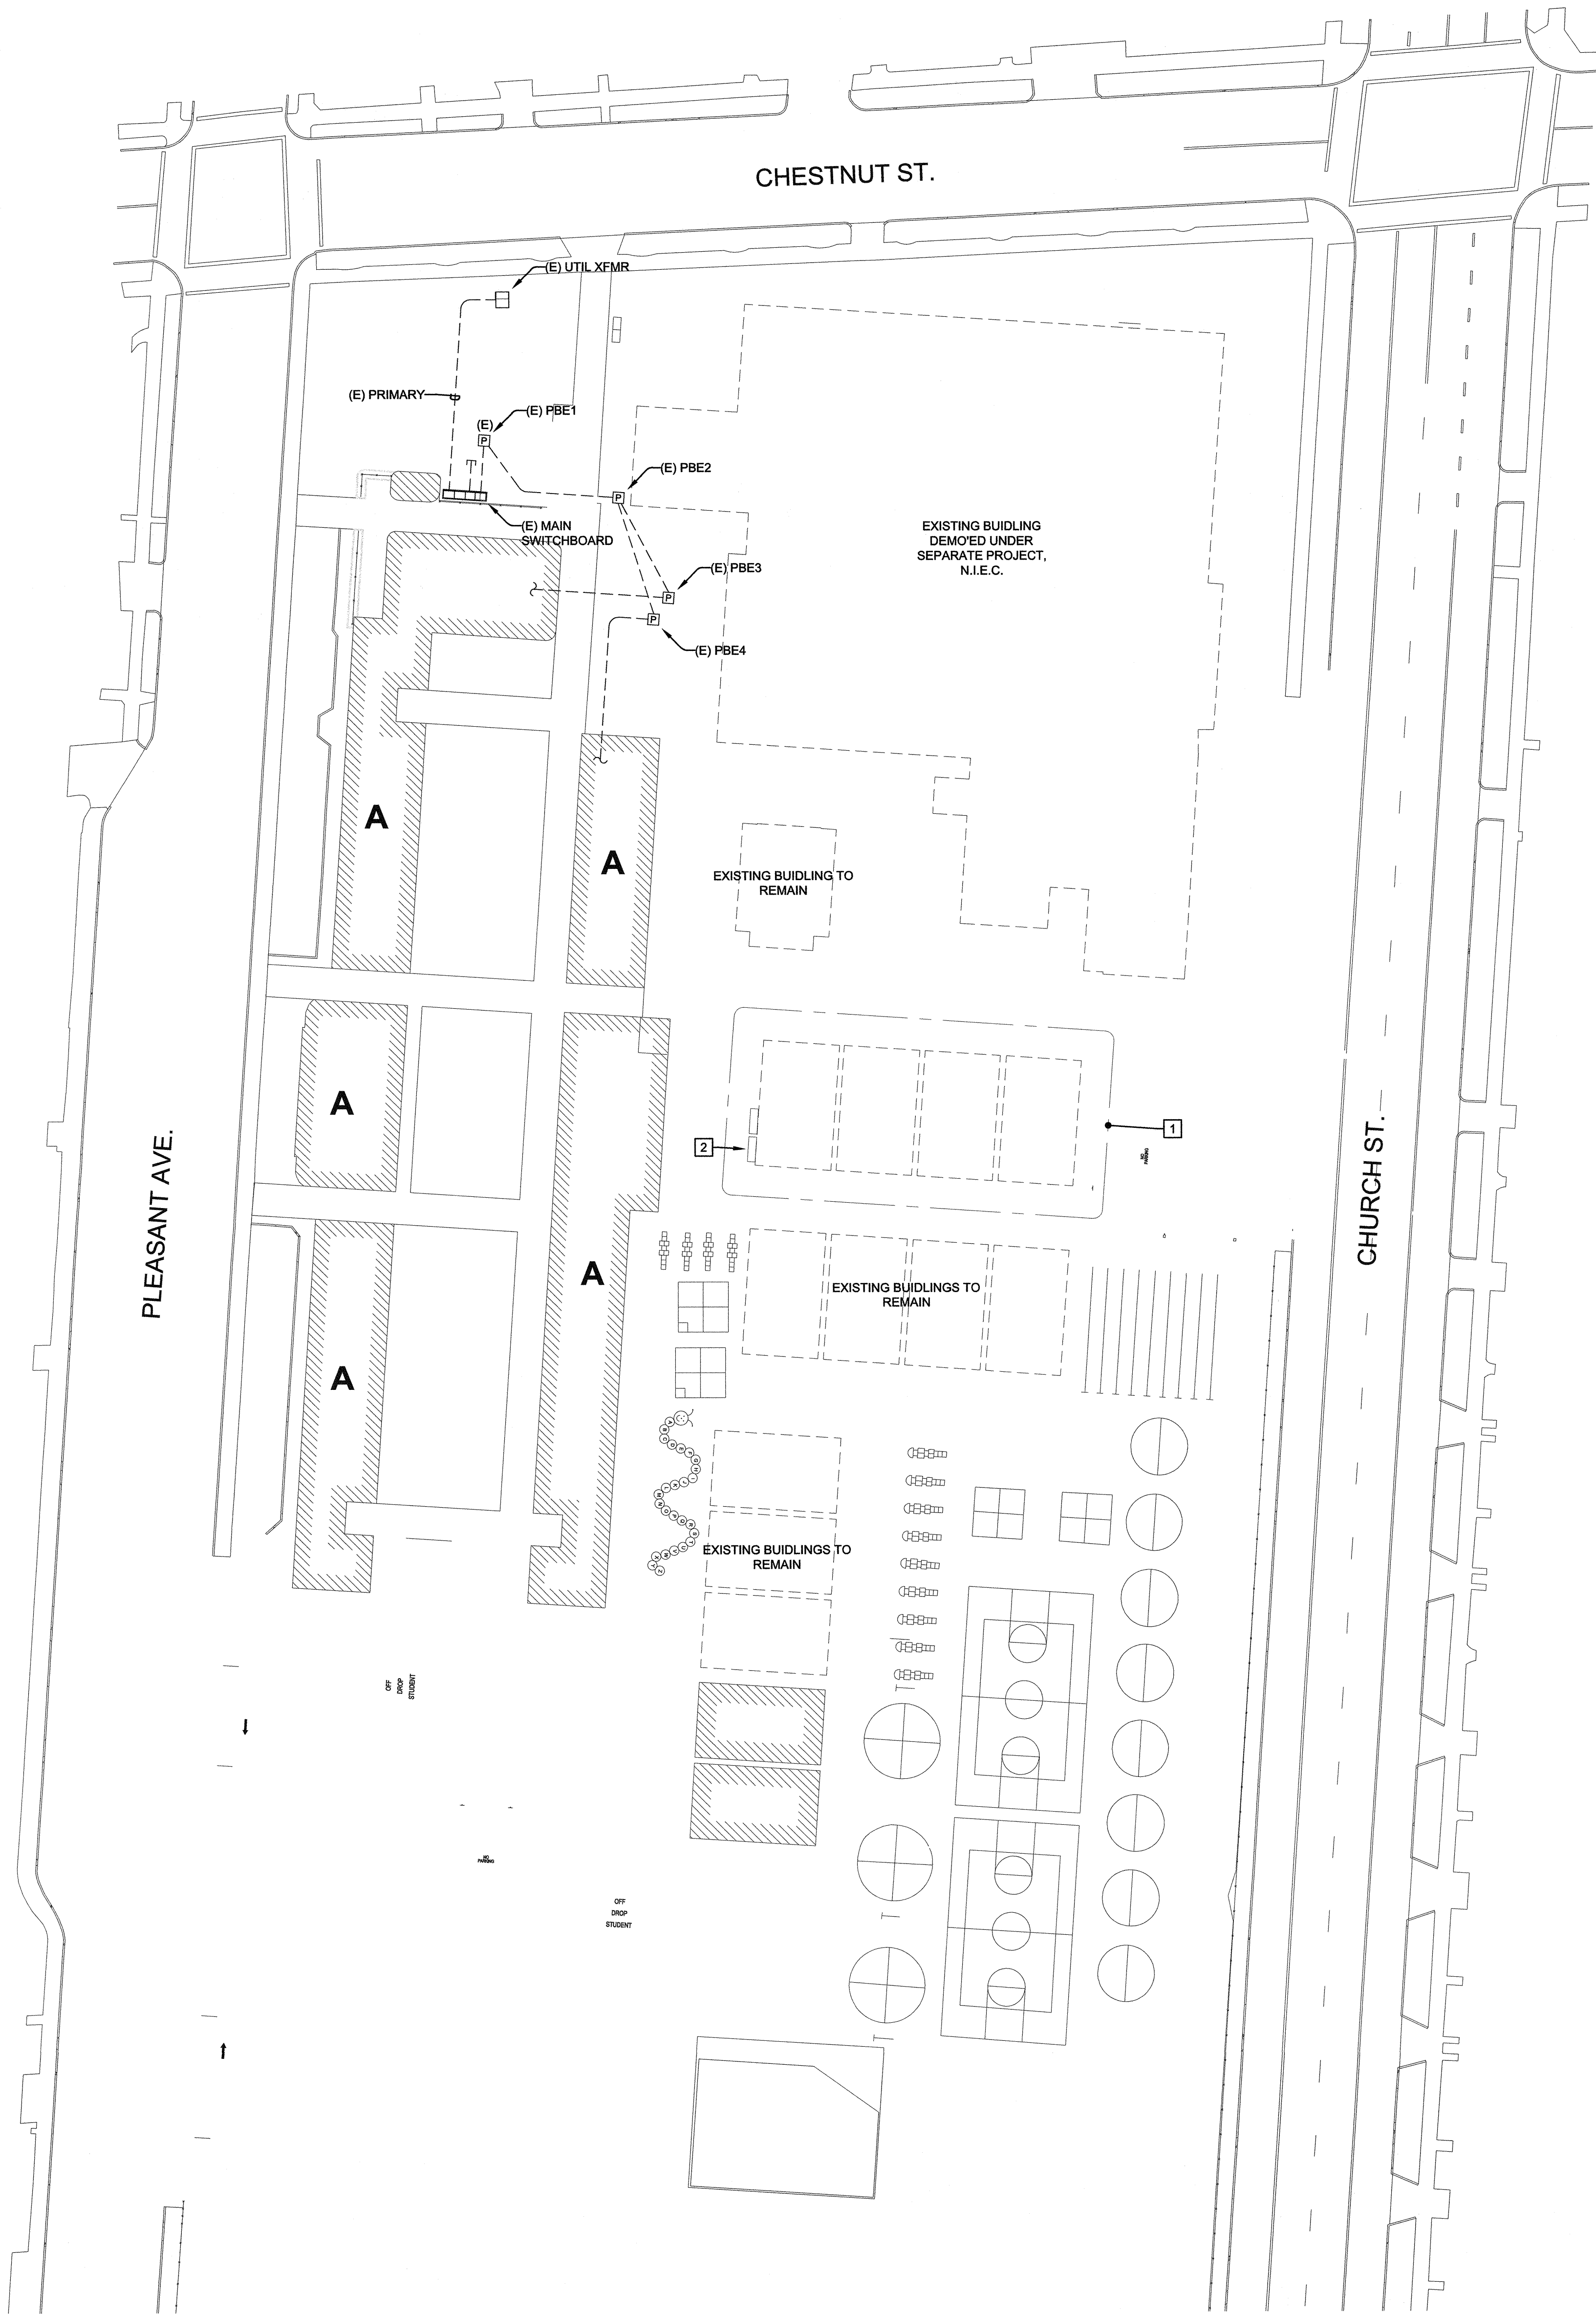 CHESTNUT ST.
(E) UTIL XFMR
(E) PRIMARY
(E) PBE1
(E)
P
(E) PBE2
P
(E) MAIN
SWITCHBOARD
EXISTING BUIDLING
DEMO'ED UNDER
SEPARATE PROJECT,
N.I.E.C.
(E) PBE3
P
P
(E) PBE4
A
A
EXISTING BUIDLING TO
REMAIN
A
1
2
NO
PARKING
PLEASANT AVE.
CHURCH ST.
A
EXISTING BUIDLINGS TO
REMAIN
A
A
B
C
D
E
F
G
H
I
J
K
L
M
N
O
P
Q
R
S
T
U
V
W
X
Y
Z
EXISTING BUIDLINGS TO
REMAIN
OFF
DROP
STUDENT
NO
PARKING
OFF
DROP
STUDENT